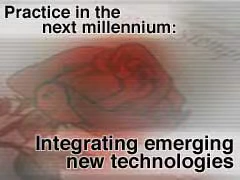 Practice in the
next millennium:
Integrating emerging
new technologies